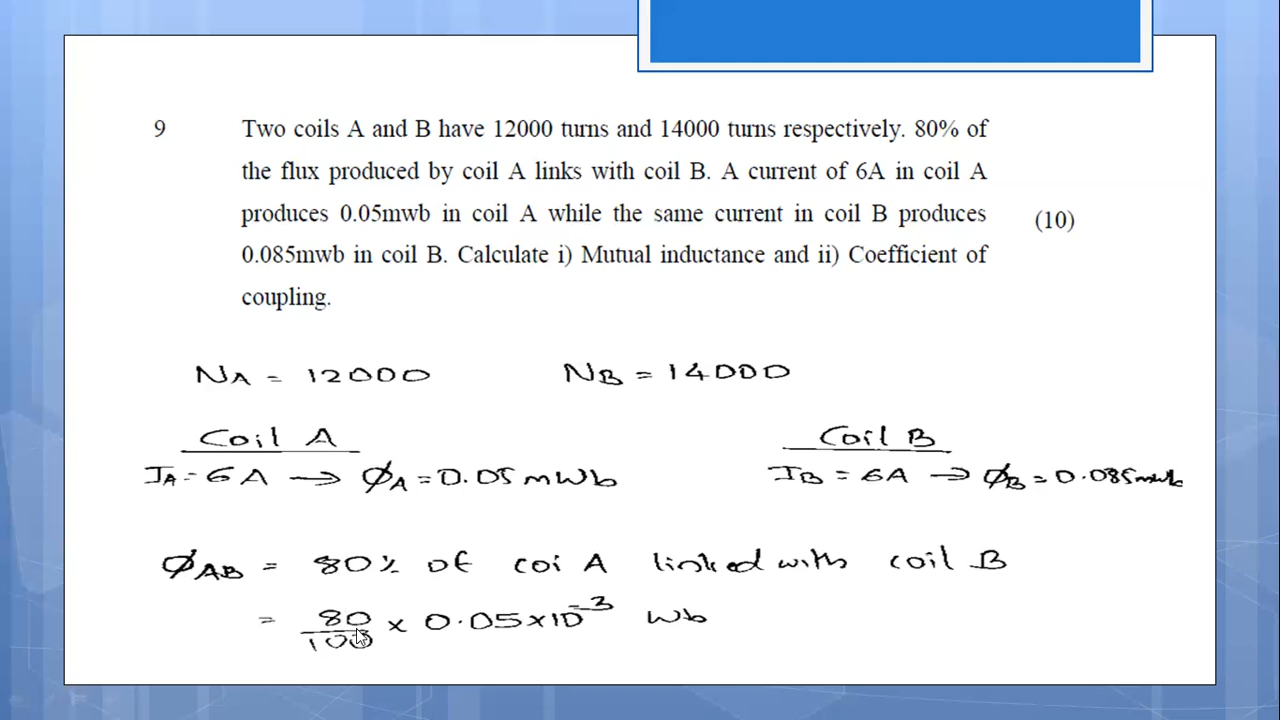 9 Two coils A and B have 12000 turns and 14000 turns respectively. 80% of
the flux produced by coil A links with coil B. A current of 6A in coil A
produces 0.05mwb in coil A while the same current in coil B produces (10)
0.085mwb in coil B. Calculate i) Mutual inductance and ii) Coefficient of
coupling.
NA = 12000 NB = 14000
Coil A Coil B
IA = 6A → ϕA = 0.05 mWb IB = 6A → ϕB = 0.085mWb
ϕAB = 80% of coi A linked with coil B
= 80/100 × 0.05 × 10⁻³ Wb